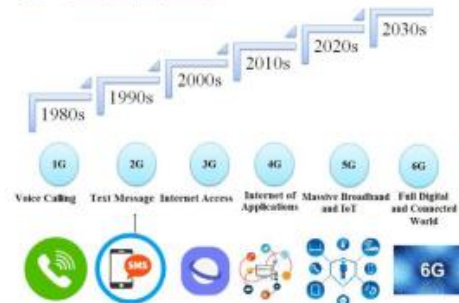 1980s
1990s
2000s
2010s
2020s
2030s
1G
2G
3G
4G
5G
6G
Voice Calling
Text Message
Internet Access
Internet of
Applications
Massive Broadband
and IoT
Full Digital
and Connected
World
SMS
6G